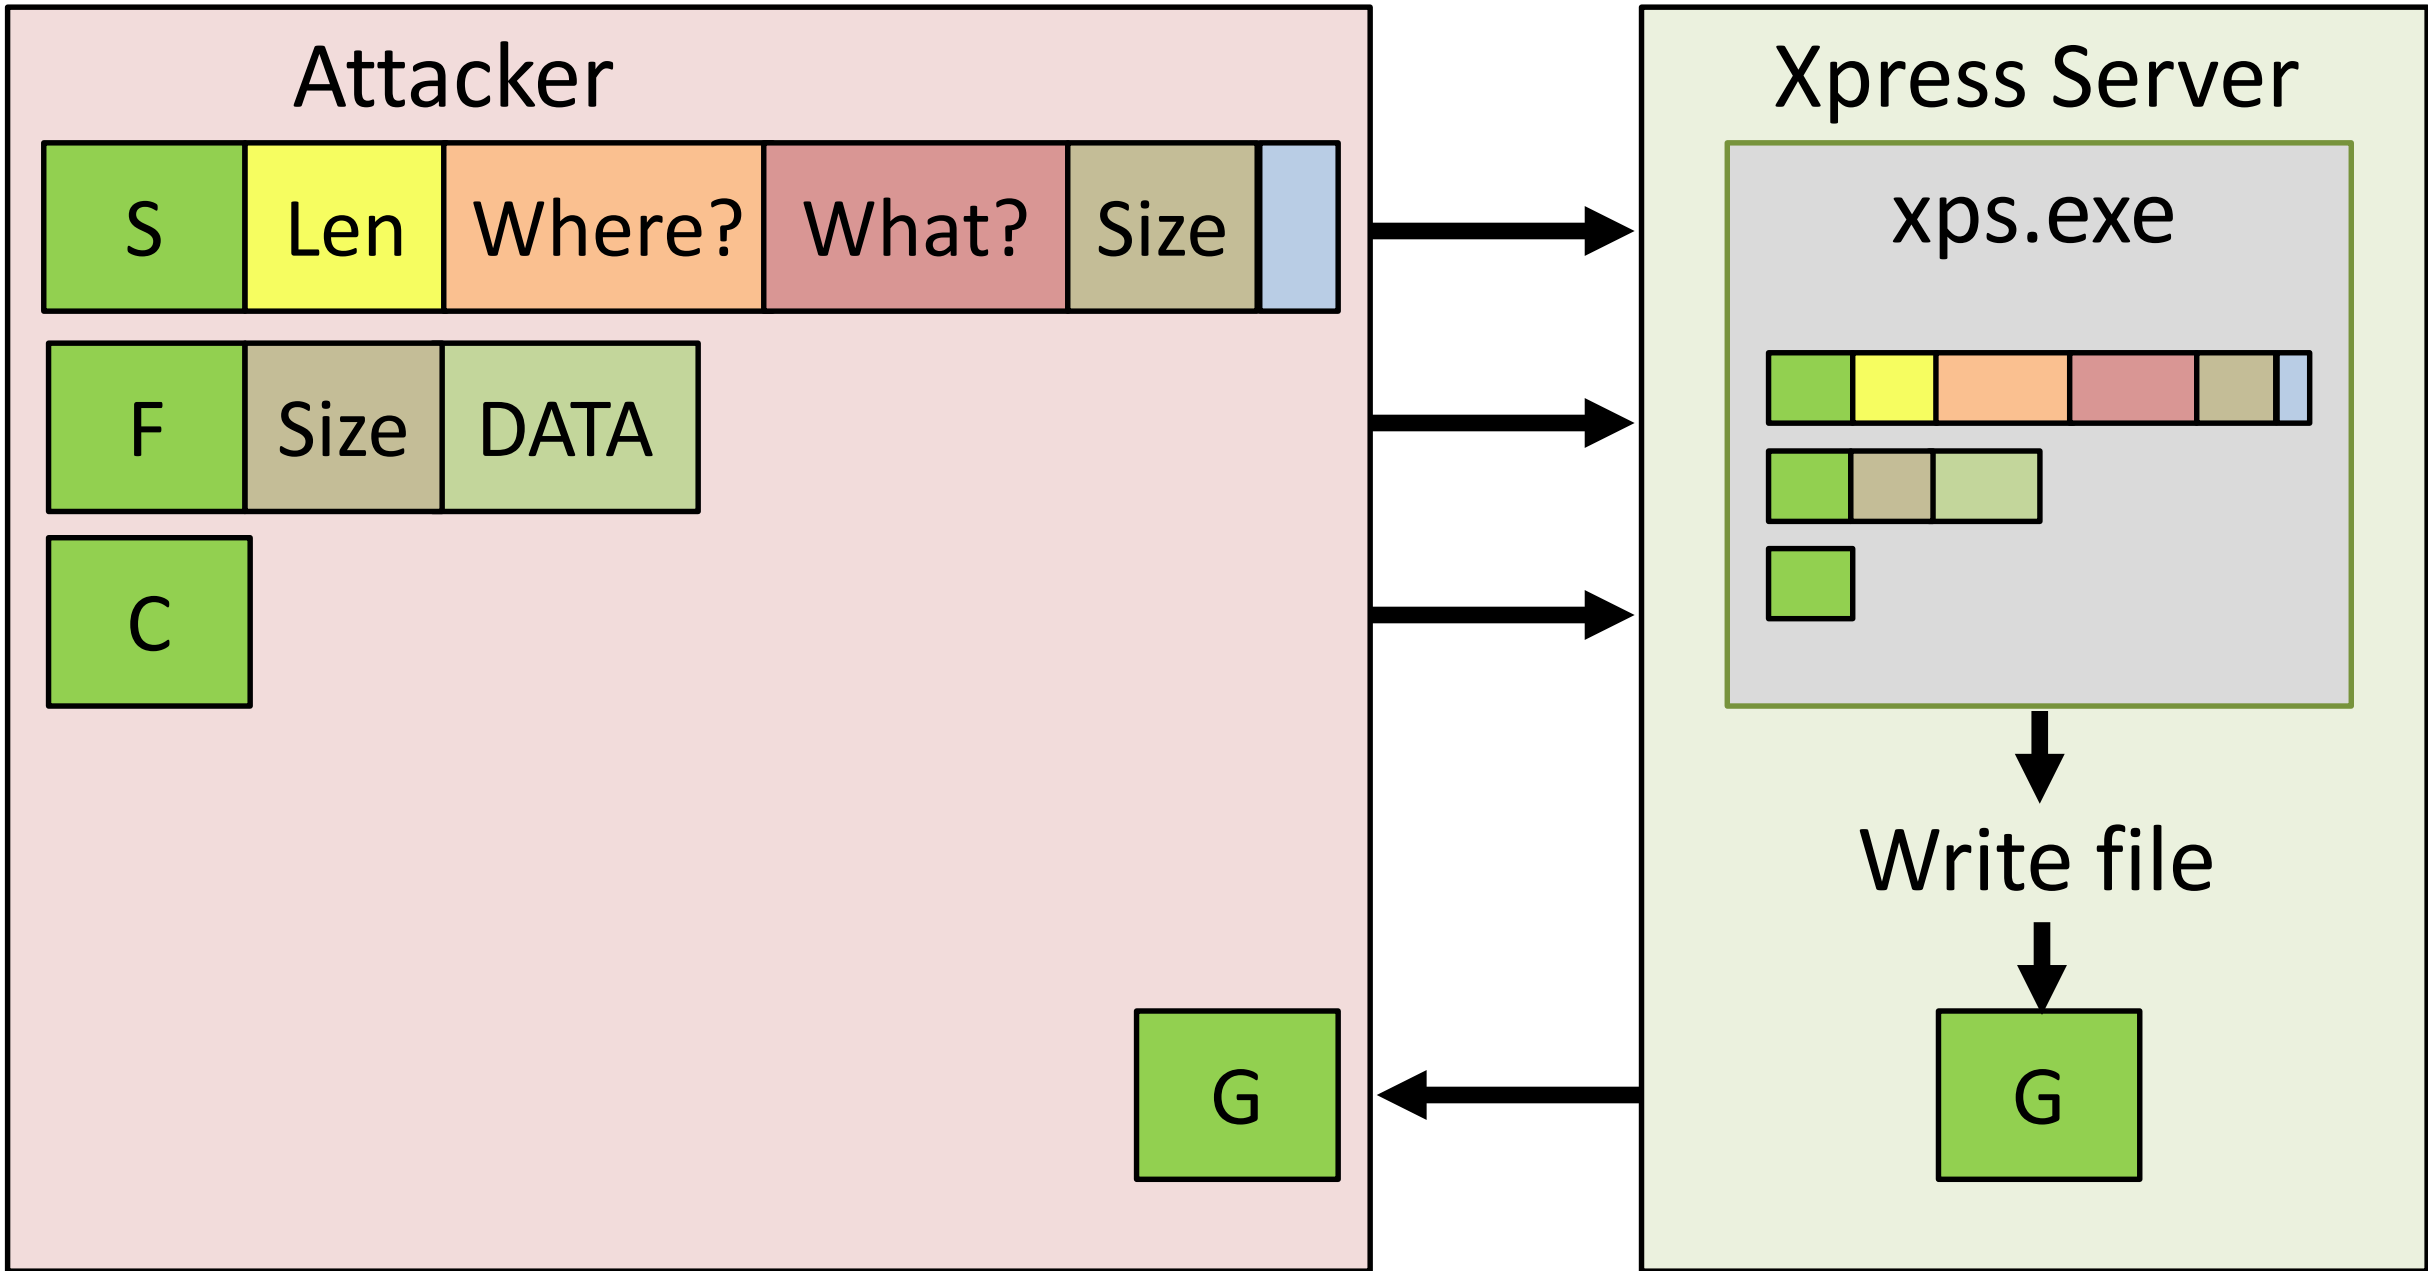 Attacker
S Len Where? What? Size
F Size DATA
C
G
Xpress Server
xps.exe
Write file
G